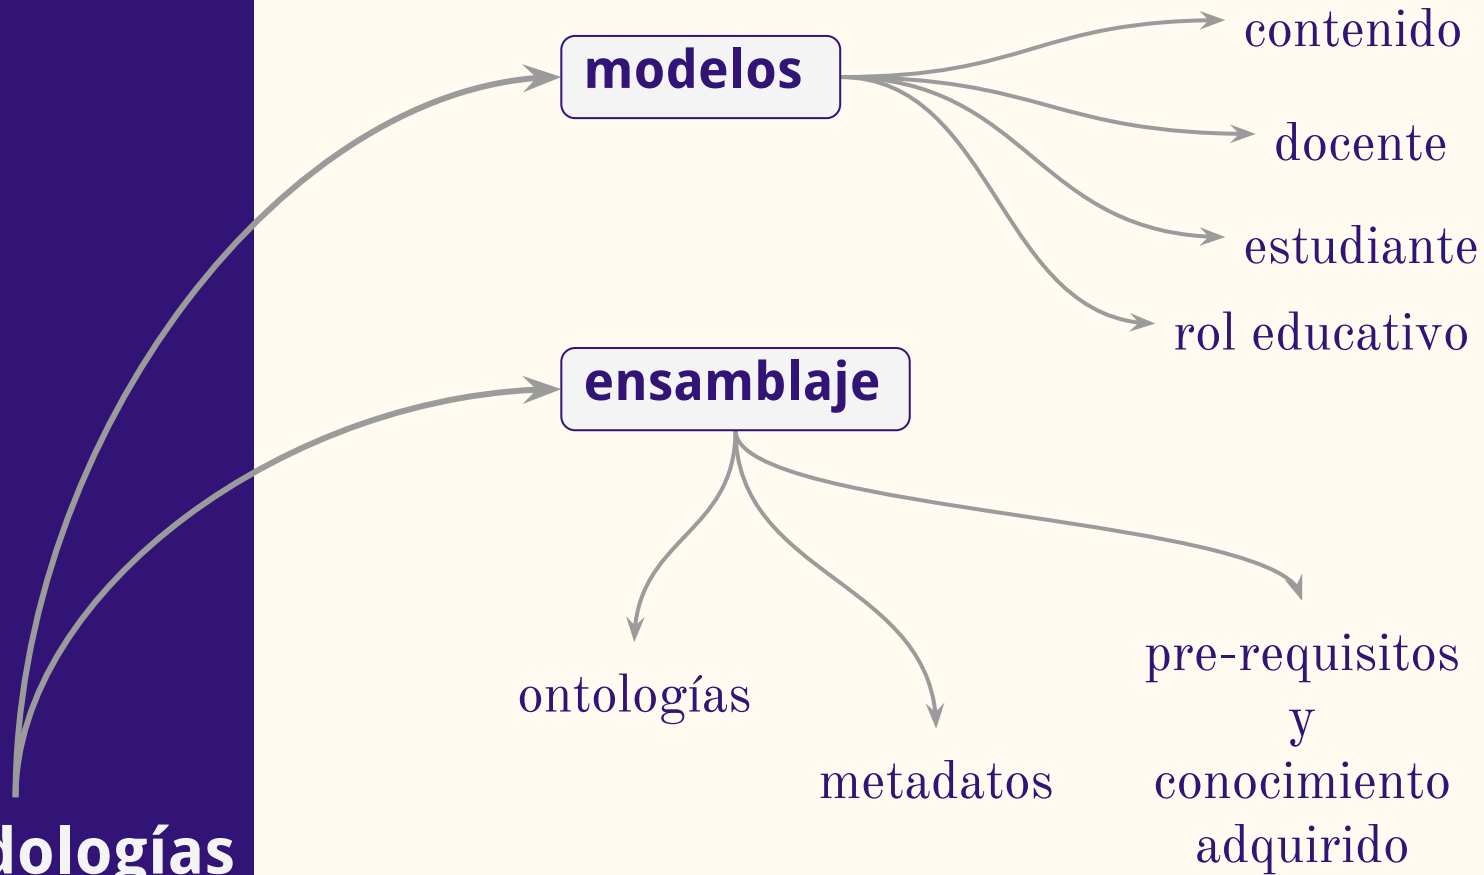 modelos
contenido
docente
estudiante
rol educativo
ensamblaje
ontologías
metadatos
pre-requisitos
y
conocimiento
adquirido
dologías